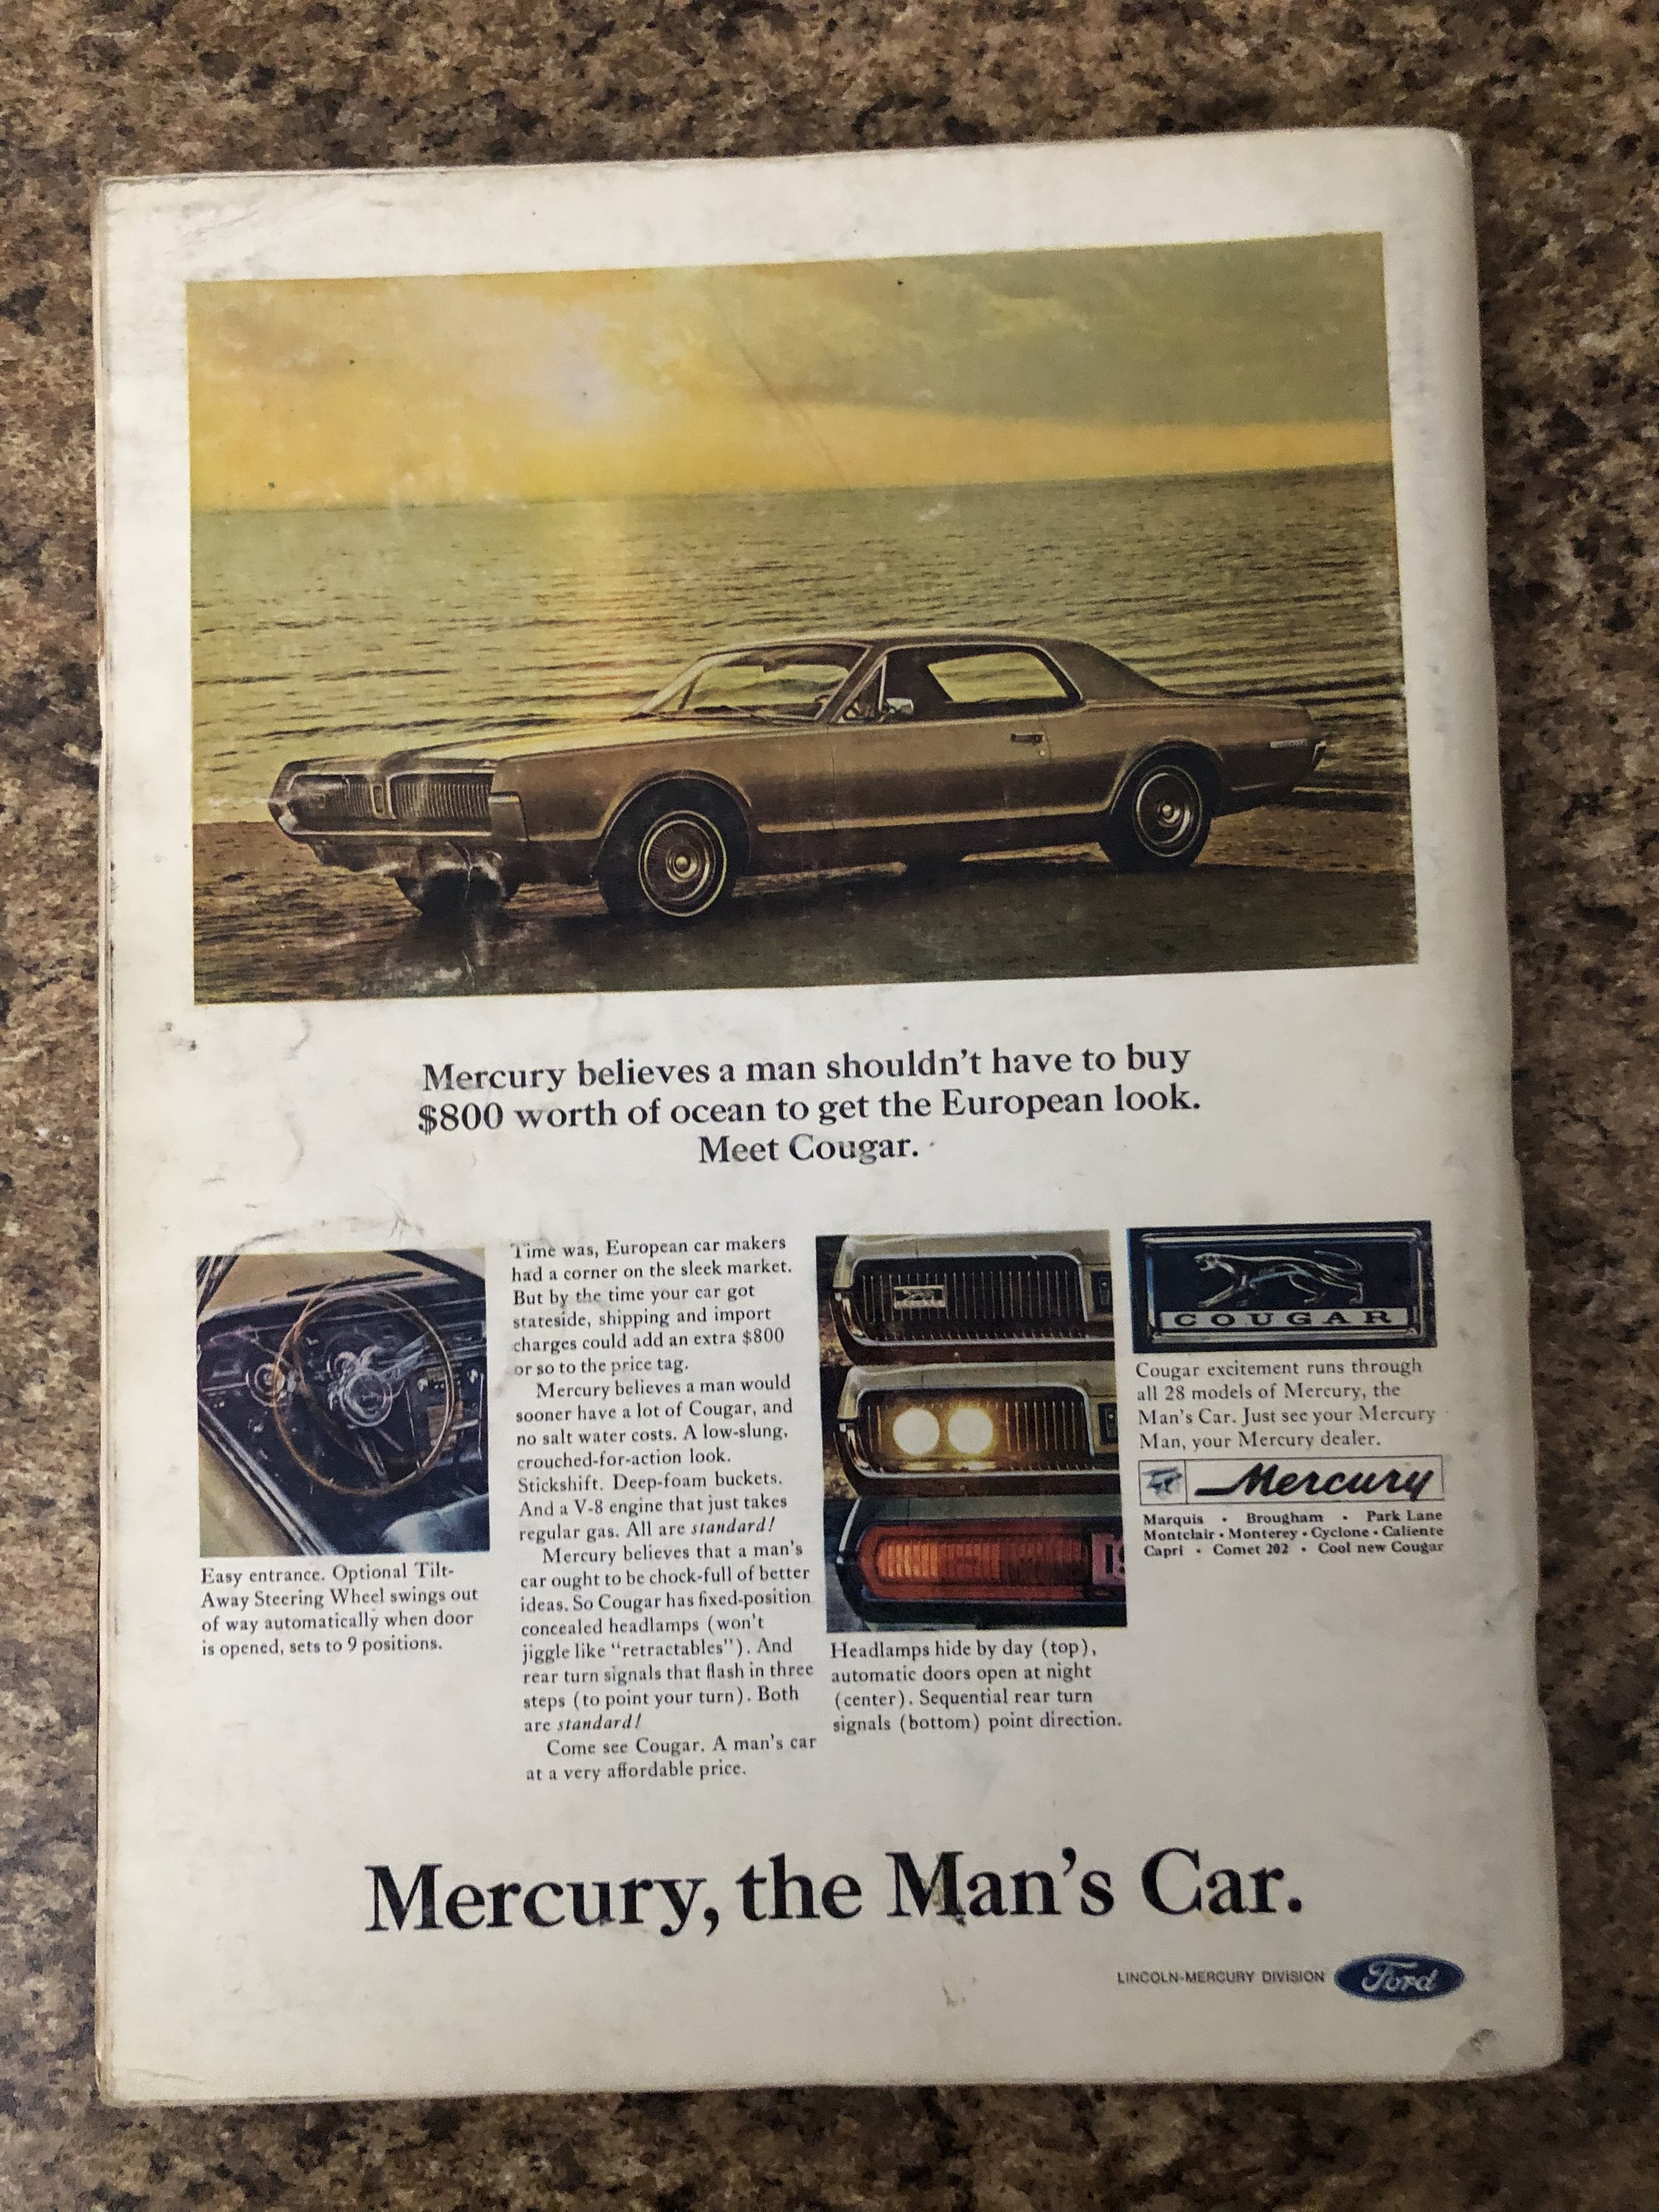 Mercury believes a man shouldn't have to buy
$800 worth of ocean to get the European look.
Meet Cougar.
Easy entrance. Optional Tilt-
Away Steering Wheel swings out
of way automatically when door
is opened, sets to 9 positions.
Time was, European car makers
had a corner on the sleek market.
But by the time your car got
stateside, shipping and import
charges could add an extra $800
or so to the price tag.
Mercury believes a man would
sooner have a lot of Cougar, and
no salt water costs. A low-slung,
crouched-for-action look.
Stickshift. Deep-foam buckets.
And a V-8 engine that just takes
regular gas. All are standard!
Mercury believes that a man's
car ought to be chock-full of better
ideas. So Cougar has fixed-position
concealed headlamps (won't
jiggle like "retractables"). And
rear turn signals that flash in three
steps (to point your turn). Both
are standard!
Come see Cougar. A man's car
at a very affordable price.
Headlamps hide by day (top),
automatic doors open at night
(center). Sequential rear turn
signals (bottom) point direction.
COUGAR
Cougar excitement runs through
all 28 models of Mercury, the
Man's Car. Just see your Mercury
Man, your Mercury dealer.
Mercury
Marquis • Brougham • Park Lane
Montclair • Monterey • Cyclone • Caliente
Capri • Comet 202 • Cool new Cougar
Mercury, the Man's Car.
LINCOLN-MERCURY DIVISION Ford